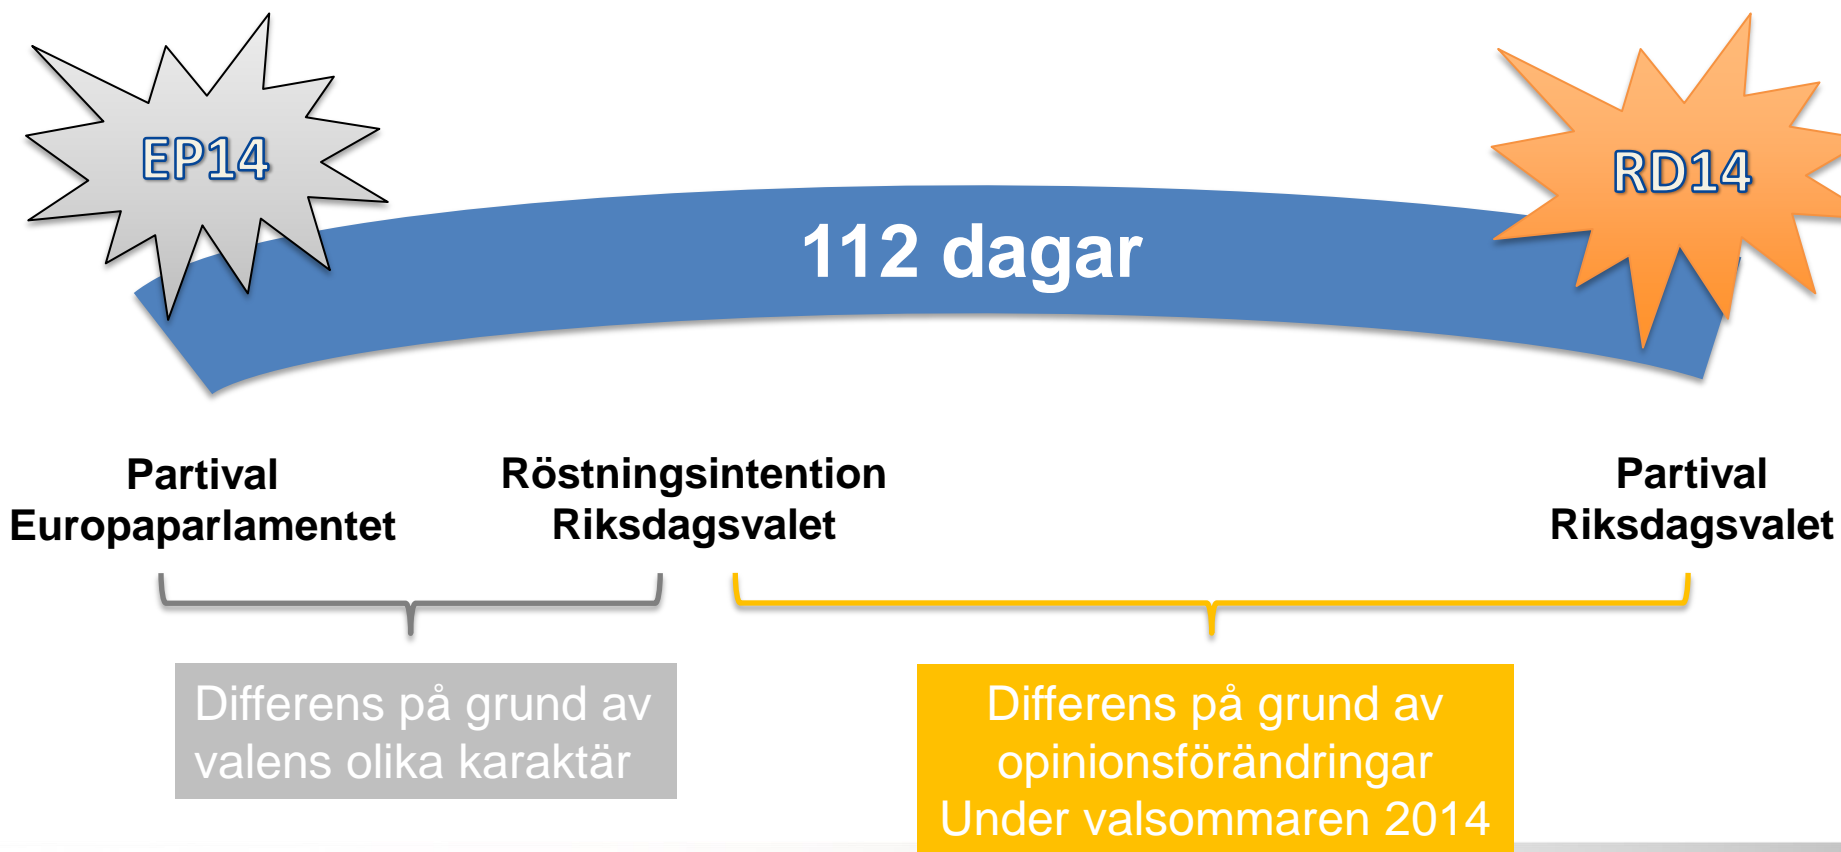 EP14
RD14
112 dagar
Partival
Europaparlamentet
Röstningsintention
Riksdagsvalet
Partival
Riksdagsvalet
Differens på grund av
valens olika karaktär
Differens på grund av
opinionsförändringar
Under valsommaren 2014